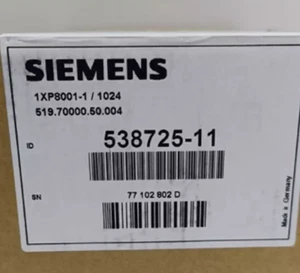 SIEMENS
1XP8001-1 / 1024
519.70000.50.004
ID
538725-11
SN
77 102 802 D
Made in Germany